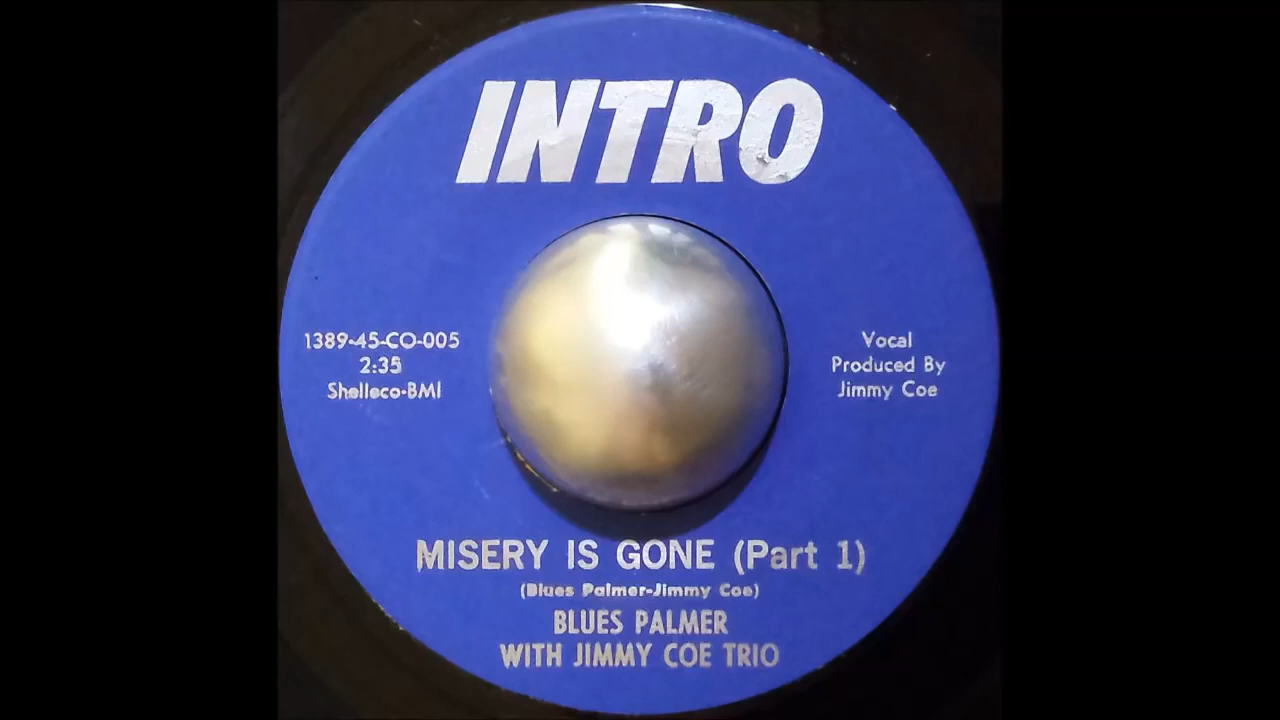 INTRO
1389-45-CO-005
2:35
Shelleco-BMI
Vocal
Produced By
Jimmy Coe
MISERY IS GONE (Part 1)
(Blues Palmer-Jimmy Coe)
BLUES PALMER
WITH JIMMY COE TRIO